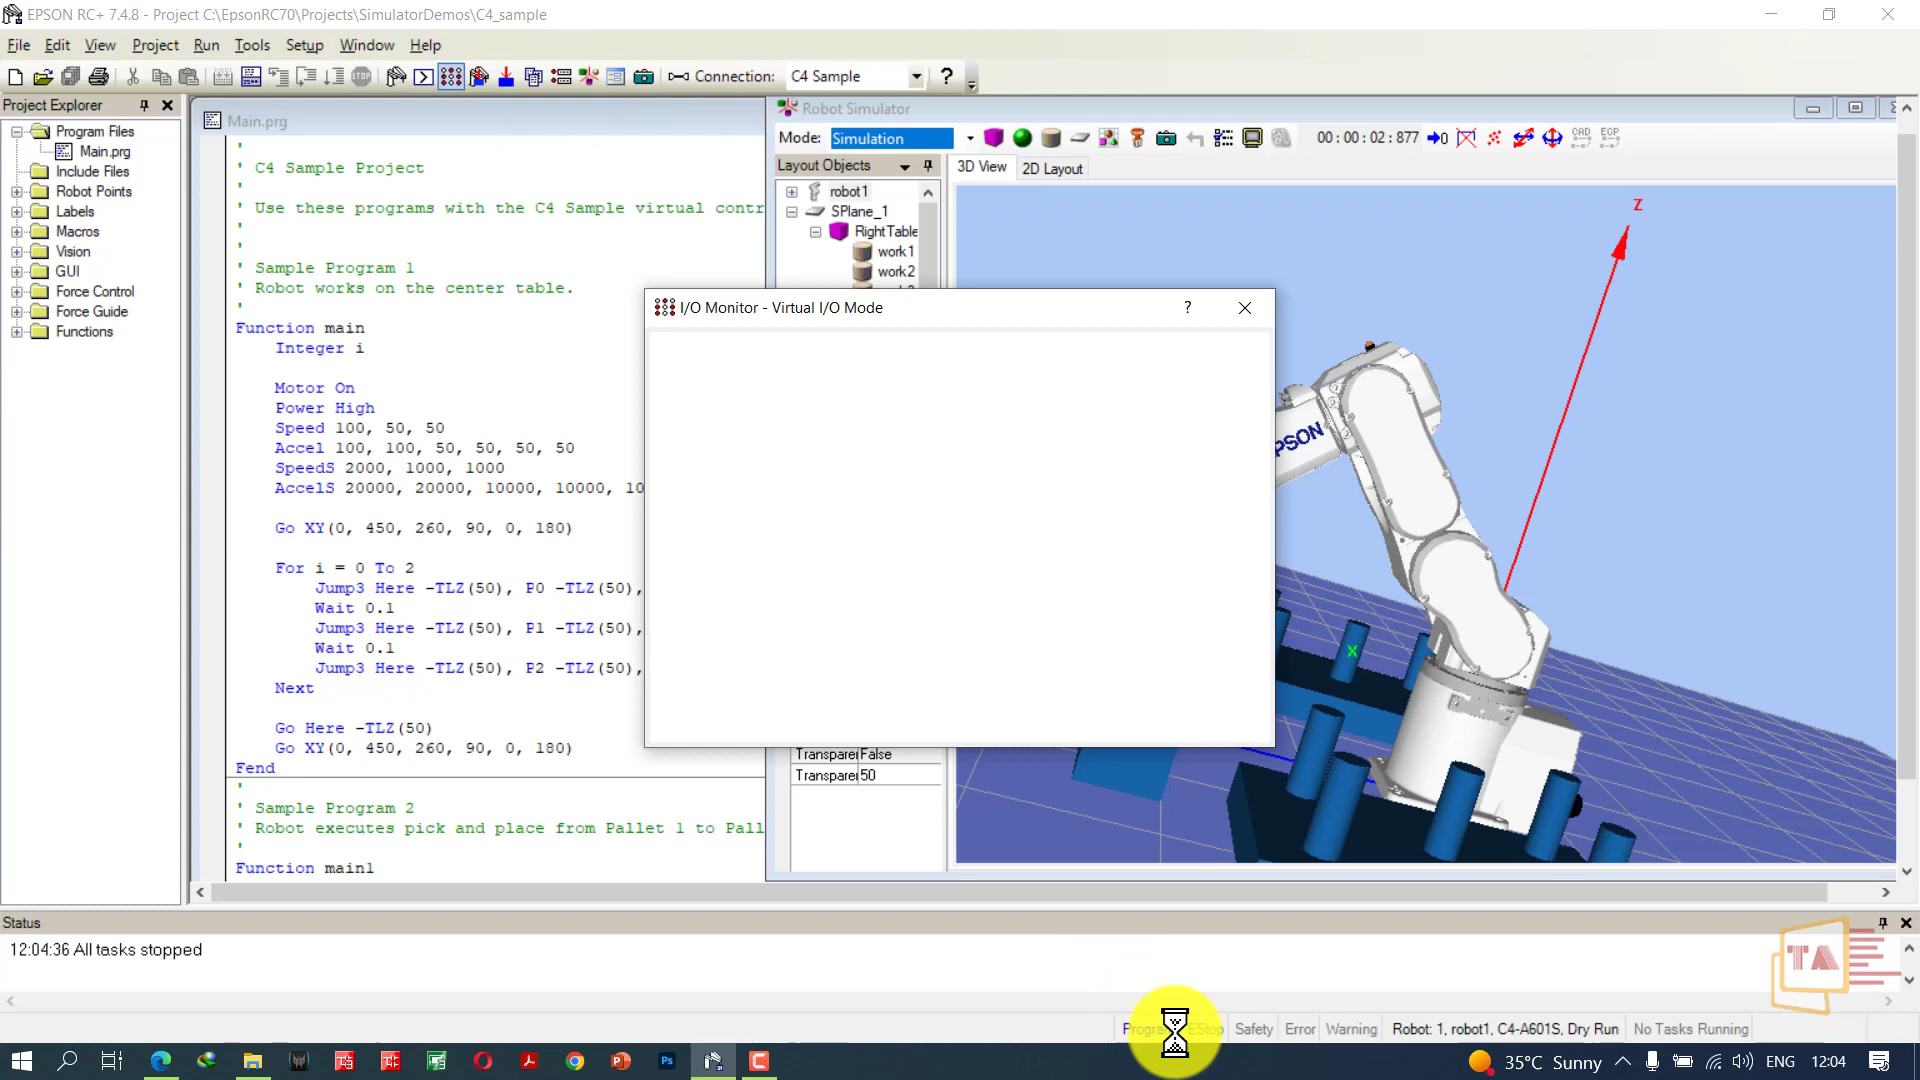 EPSON RC+ 7.4.8 - Project C:\EpsonRC70\Projects\SimulatorDemos\C4_sample
File Edit View Project Run Tools Setup Window Help
Connection: C4 Sample ?
Project Explorer
Program Files
Main.prg
Include Files
Robot Points
Labels
Macros
Vision
GUI
Force Control
Force Guide
Functions
Main.prg
'
' C4 Sample Project
'
' Use these programs with the C4 Sample virtual contr
'
'
' Sample Program 1
' Robot works on the center table.
'
Function main
Integer i
Motor On
Power High
Speed 100, 50, 50
Accel 100, 100, 50, 50, 50, 50
SpeedS 2000, 1000, 1000
AccelS 20000, 20000, 10000, 10000, 10
Go XY(0, 450, 260, 90, 0, 180)
For i = 0 To 2
Jump3 Here -TLZ(50), P0 -TLZ(50),
Wait 0.1
Jump3 Here -TLZ(50), P1 -TLZ(50),
Wait 0.1
Jump3 Here -TLZ(50), P2 -TLZ(50),
Next
Go Here -TLZ(50)
Go XY(0, 450, 260, 90, 0, 180)
Fend
'
' Sample Program 2
' Robot executes pick and place from Pallet 1 to Pall
'
Function main1
Robot Simulator
Mode: Simulation
00:00:02:877
CAD ECP
Layout Objects
3D View 2D Layout
robot1
SPlane_1
RightTable
work1
work2
Z
I/O Monitor - Virtual I/O Mode ?
EPSON
X
Transparei False
Transparei 50
Status
12:04:36 All tasks stopped
TA
EStop Safety Error Warning Robot: 1, robot1, C4-A601S, Dry Run No Tasks Running
35°C Sunny ENG 12:04